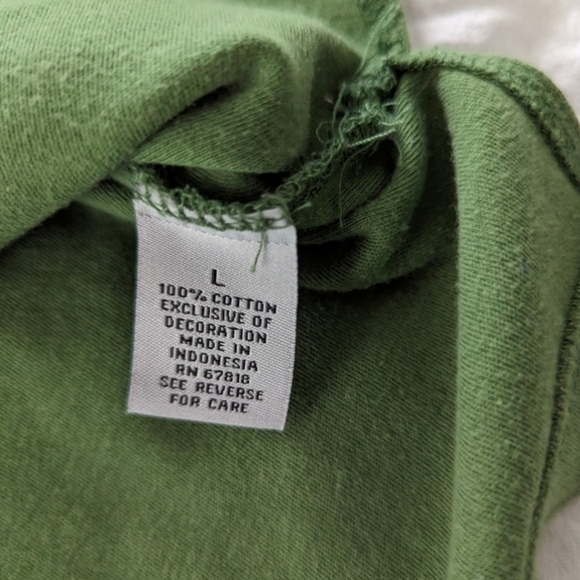 L
100% COTTON
EXCLUSIVE OF
DECORATION
MADE IN
INDONESIA
RN 67818
SEE REVERSE
FOR CARE